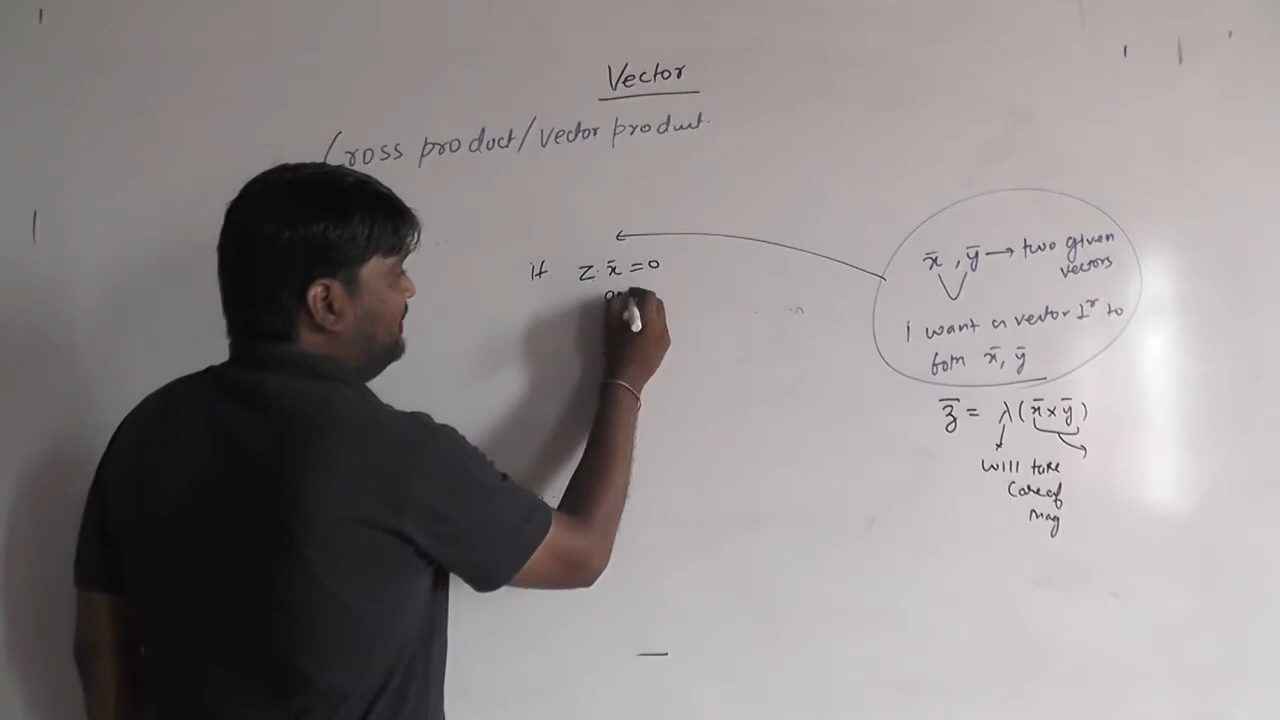 Vector
Cross product/vector product.
if z. x̄ = 0
x̄, ȳ → two given
vectors
i want a vector ⊥r to
both x̄, ȳ
z̄ = λ(x̄ × ȳ)
will take
care of
mag